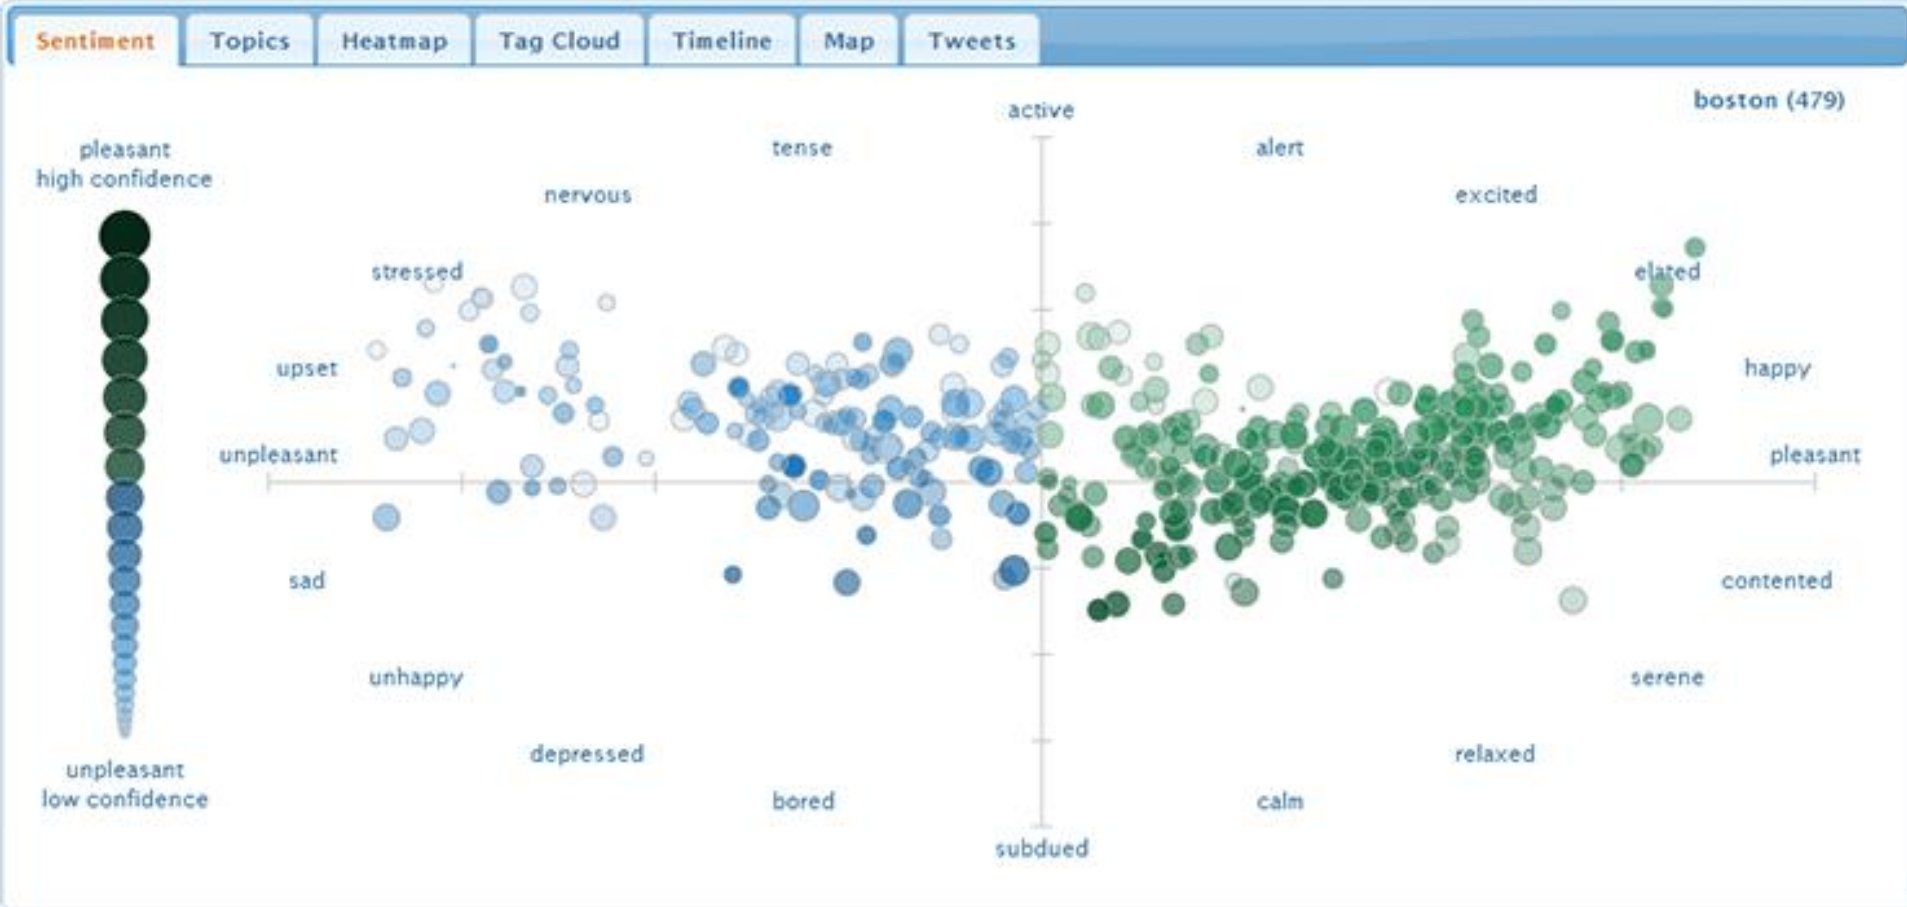 Sentiment
Topics
Heatmap
Tag Cloud
Timeline
Map
Tweets
boston (479)
pleasant
high confidence
unpleasant
low confidence
active
tense
alert
nervous
excited
stressed
elated
upset
happy
unpleasant
pleasant
sad
contented
unhappy
serene
depressed
relaxed
bored
calm
subdued